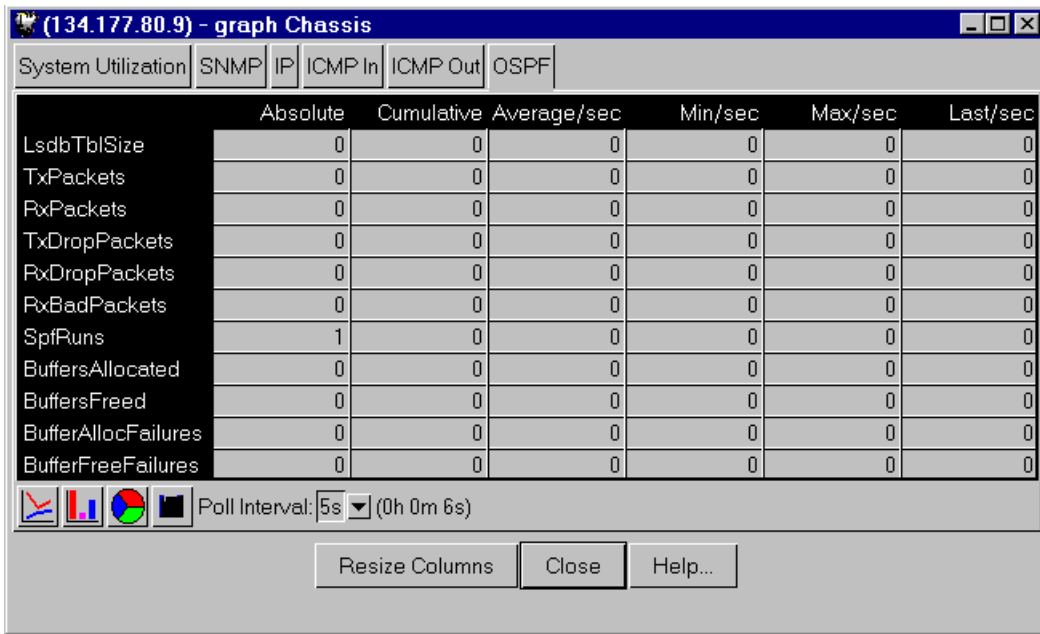 (134.177.80.9) - graph Chassis
System Utilization SNMP IP ICMP In ICMP Out OSPF
Absolute Cumulative Average/sec Min/sec Max/sec Last/sec
LsdbTblSize 0 0 0 0 0 0
TxPackets 0 0 0 0 0 0
RxPackets 0 0 0 0 0 0
TxDropPackets 0 0 0 0 0 0
RxDropPackets 0 0 0 0 0 0
RxBadPackets 0 0 0 0 0 0
SpfRuns 1 0 0 0 0 0
BuffersAllocated 0 0 0 0 0 0
BuffersFreed 0 0 0 0 0 0
BufferAllocFailures 0 0 0 0 0 0
BufferFreeFailures 0 0 0 0 0 0
Poll Interval: 5s (0h 0m 6s)
Resize Columns Close Help...